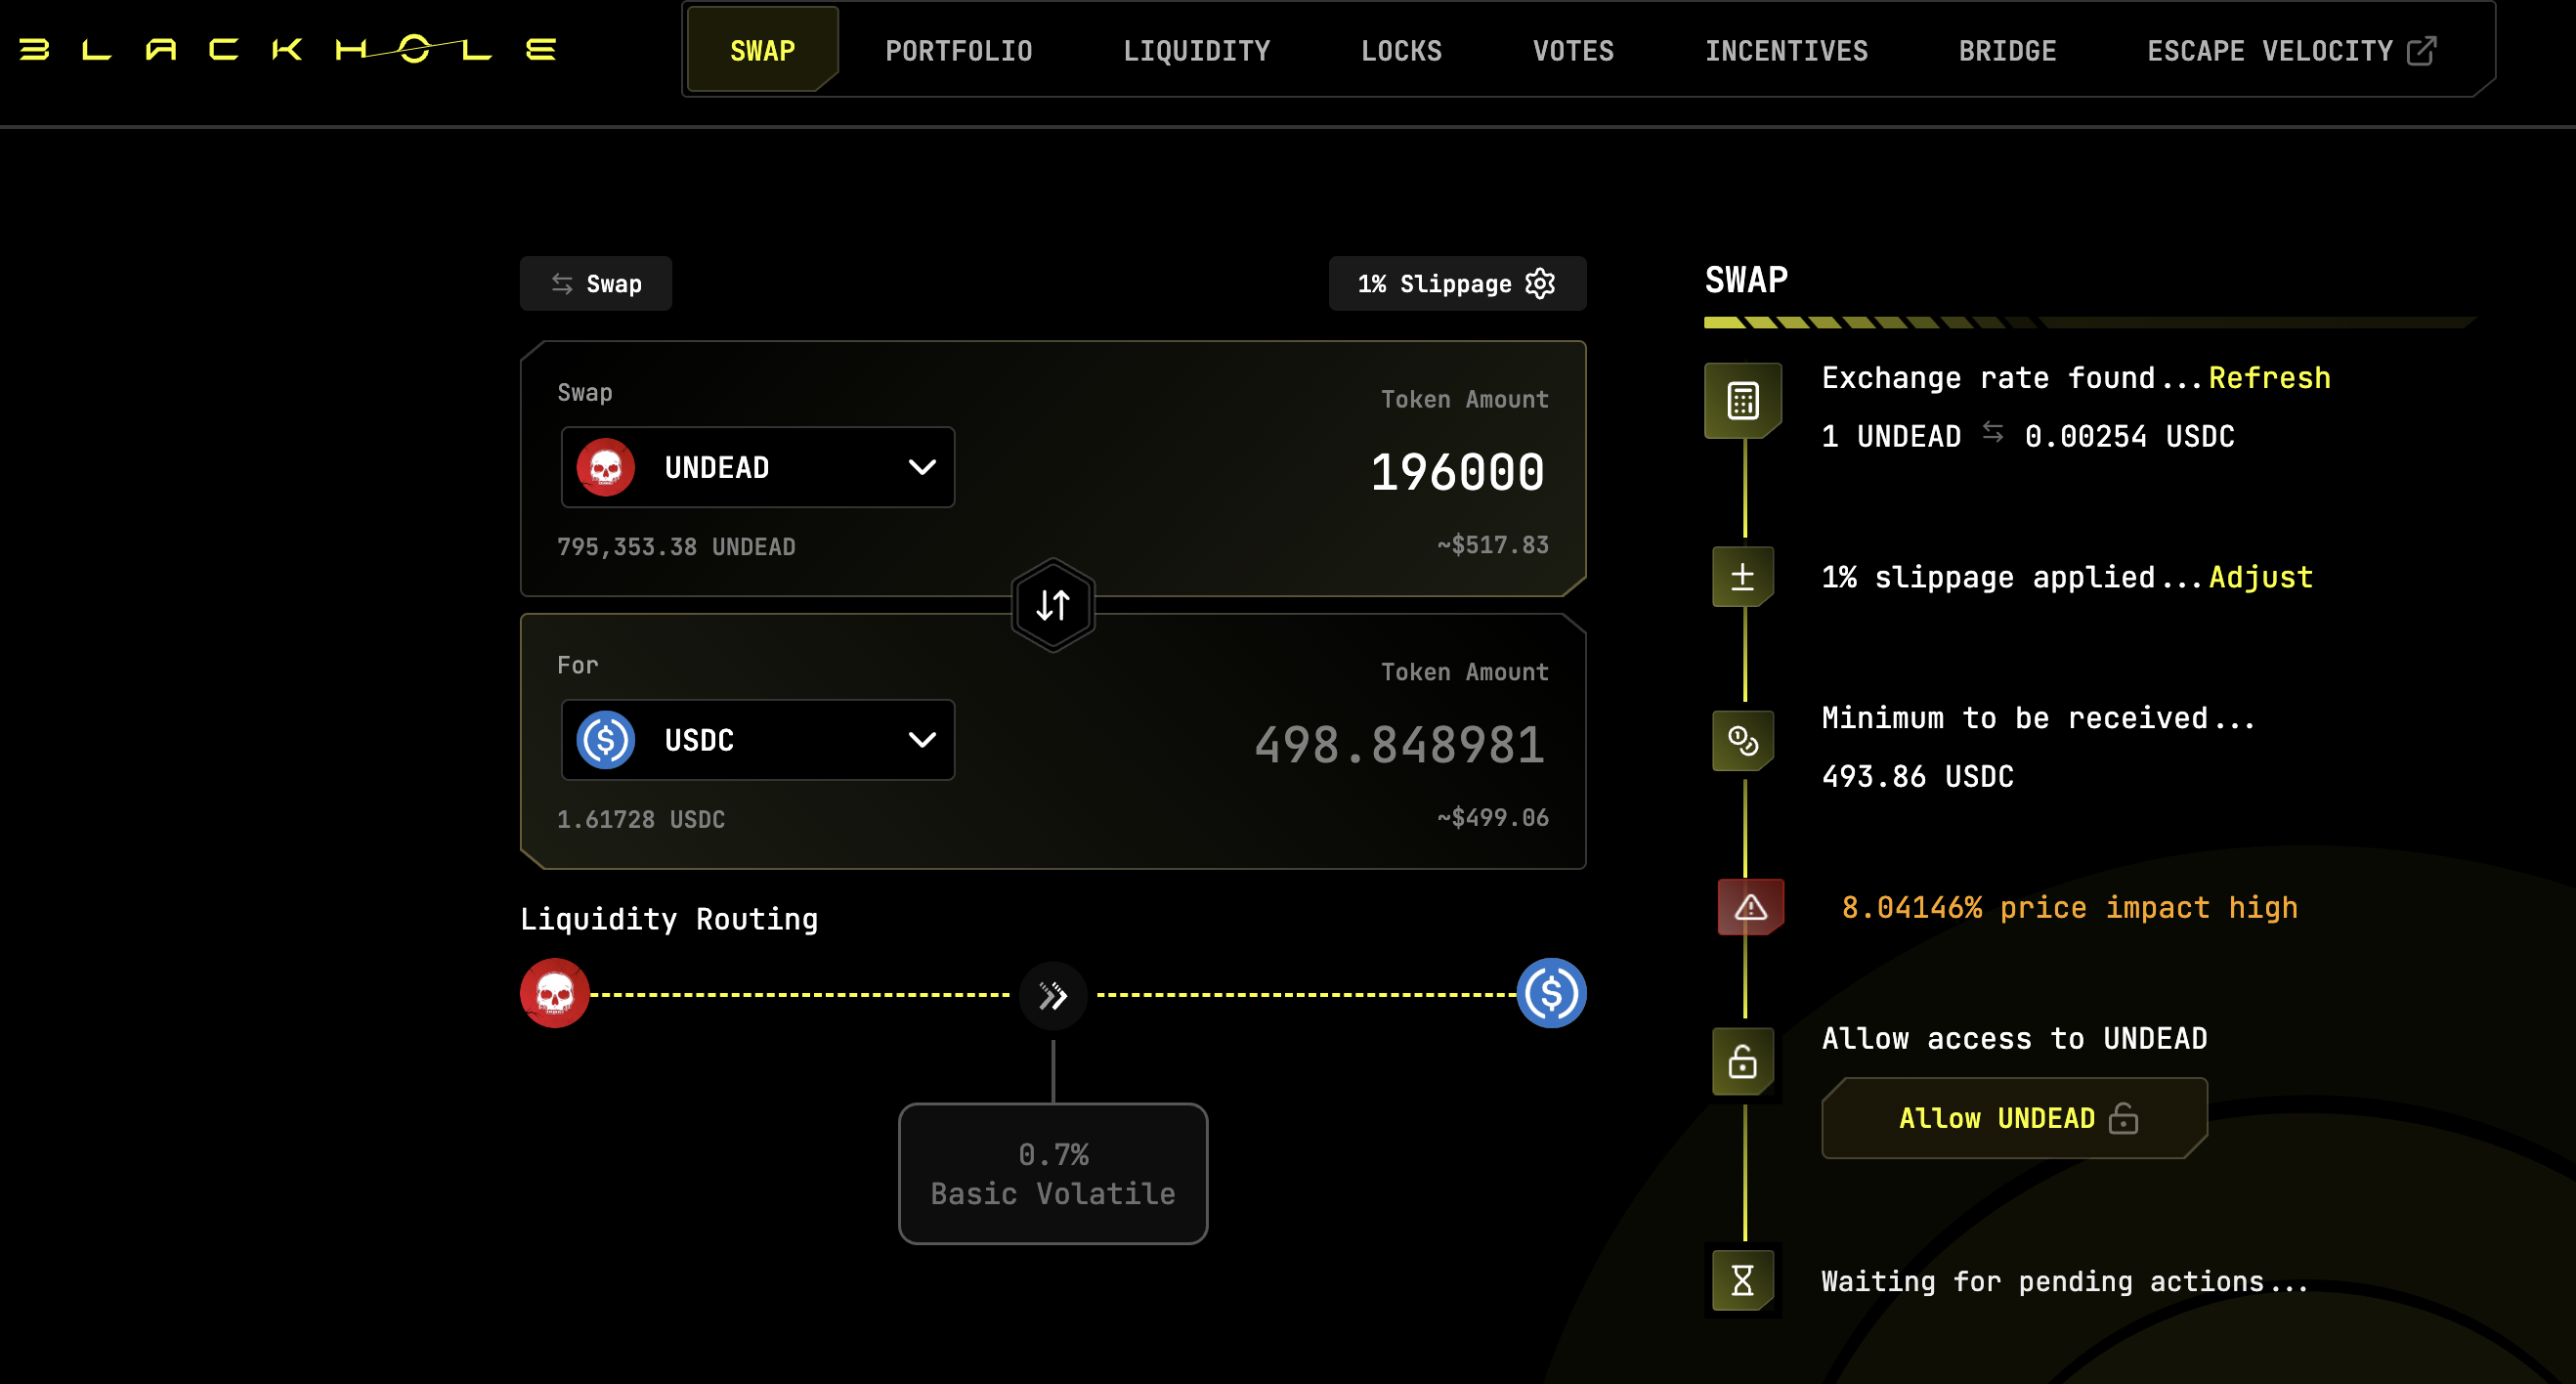 BLACKHOLE
SWAP
PORTFOLIO
LIQUIDITY
LOCKS
VOTES
INCENTIVES
BRIDGE
ESCAPE VELOCITY
Swap
1% Slippage
Swap
Token Amount
UNDEAD
196000
795,353.38 UNDEAD
~$517.83
For
Token Amount
USDC
498.848981
1.61728 USDC
~$499.06
Liquidity Routing
0.7%
Basic Volatile
SWAP
Exchange rate found...Refresh
1 UNDEAD ⇆ 0.00254 USDC
1% slippage applied...Adjust
Minimum to be received...
493.86 USDC
8.04146% price impact high
Allow access to UNDEAD
Allow UNDEAD
Waiting for pending actions...